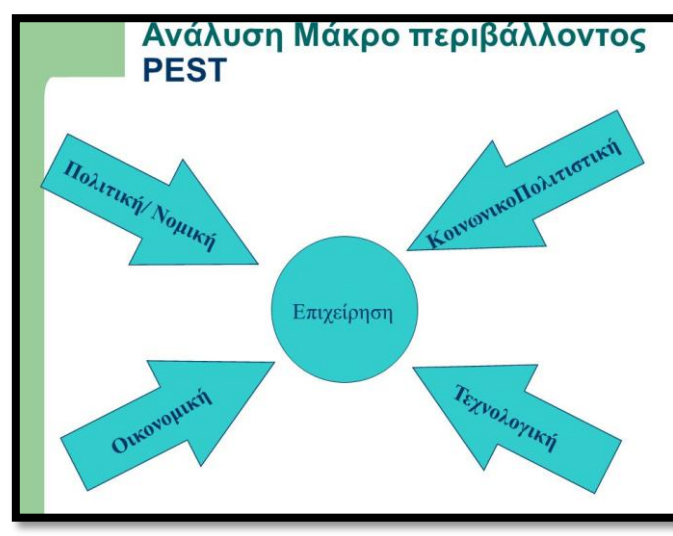 Ανάλυση Μάκρο περιβάλλοντος
PEST
Πολιτική/ Νομική
ΚοινωνικοΠολιτιστική
Επιχείρηση
Οικονομική
Τεχνολογική